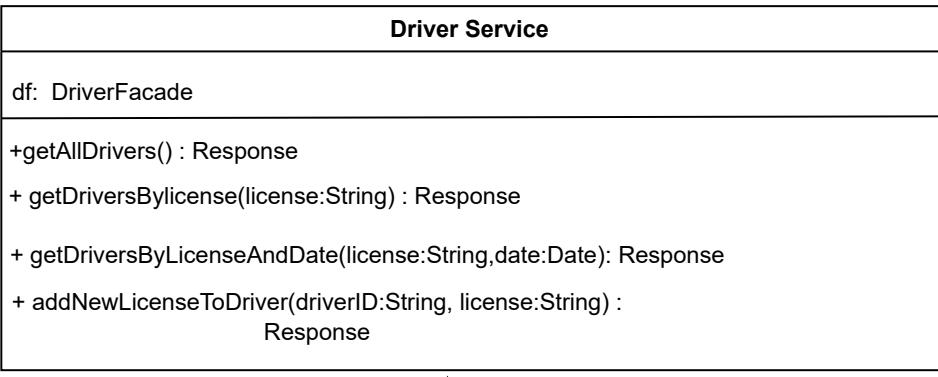 Driver Service
df: DriverFacade
+getAllDrivers() : Response
+ getDriversBylicense(license:String) : Response
+ getDriversByLicenseAndDate(license:String,date:Date): Response
+ addNewLicenseToDriver(driverID:String, license:String) :
Response